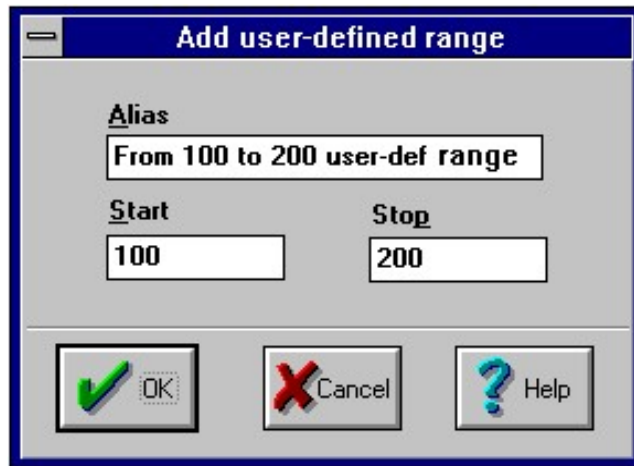 Add user-defined range
Alias
From 100 to 200 user-def range
Start Stop
100 200
OK Cancel Help